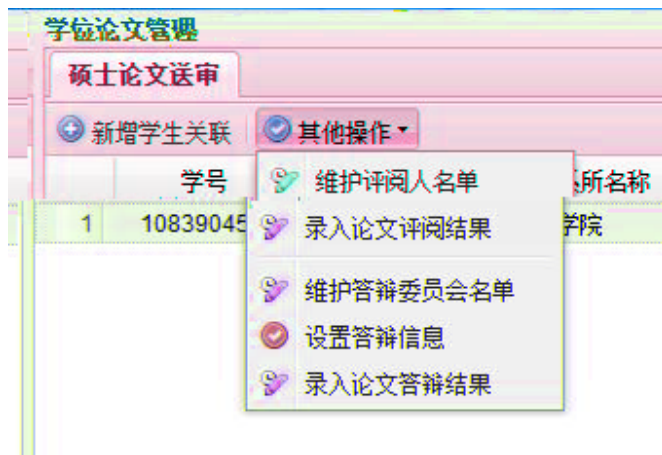 学位论文管理
硕士论文送审
新增学生关联 其他操作
学号 所名称
1 10839045 学院
维护评阅人名单
录入论文评阅结果
维护答辩委员会名单
设置答辩信息
录入论文答辩结果